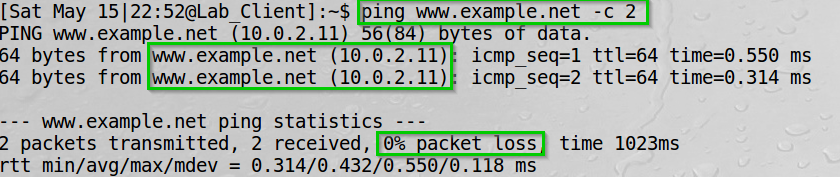 [Sat May 15|22:52@Lab_Client]:~$ ping www.example.net -c 2
PING www.example.net (10.0.2.11) 56(84) bytes of data.
64 bytes from www.example.net (10.0.2.11): icmp_seq=1 ttl=64 time=0.550 ms
64 bytes from www.example.net (10.0.2.11): icmp_seq=2 ttl=64 time=0.314 ms
--- www.example.net ping statistics ---
2 packets transmitted, 2 received, 0% packet loss, time 1023ms
rtt min/avg/max/mdev = 0.314/0.432/0.550/0.118 ms